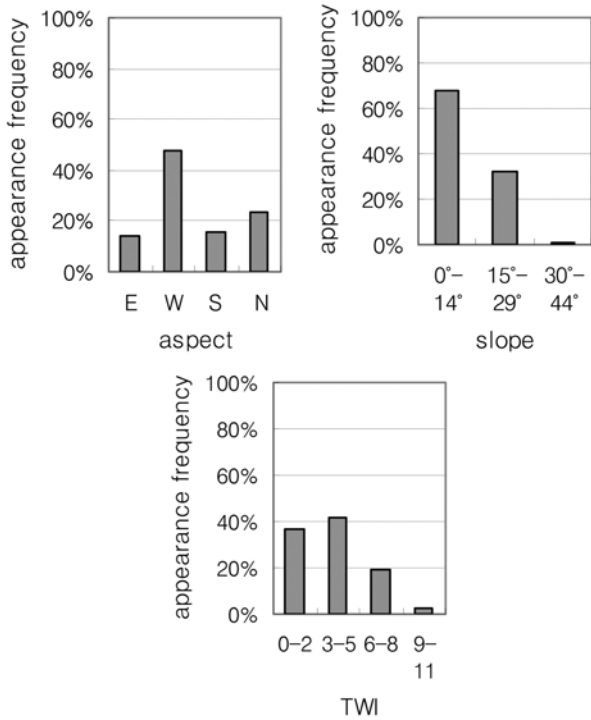 appearance frequency
100%
80%
60%
40%
20%
0%
E W S N
aspect
appearance frequency
100%
80%
60%
40%
20%
0%
0°– 15°– 30°–
14° 29° 44°
slope
appearance frequency
100%
80%
60%
40%
20%
0%
0–2 3–5 6–8 9–
11
TWI